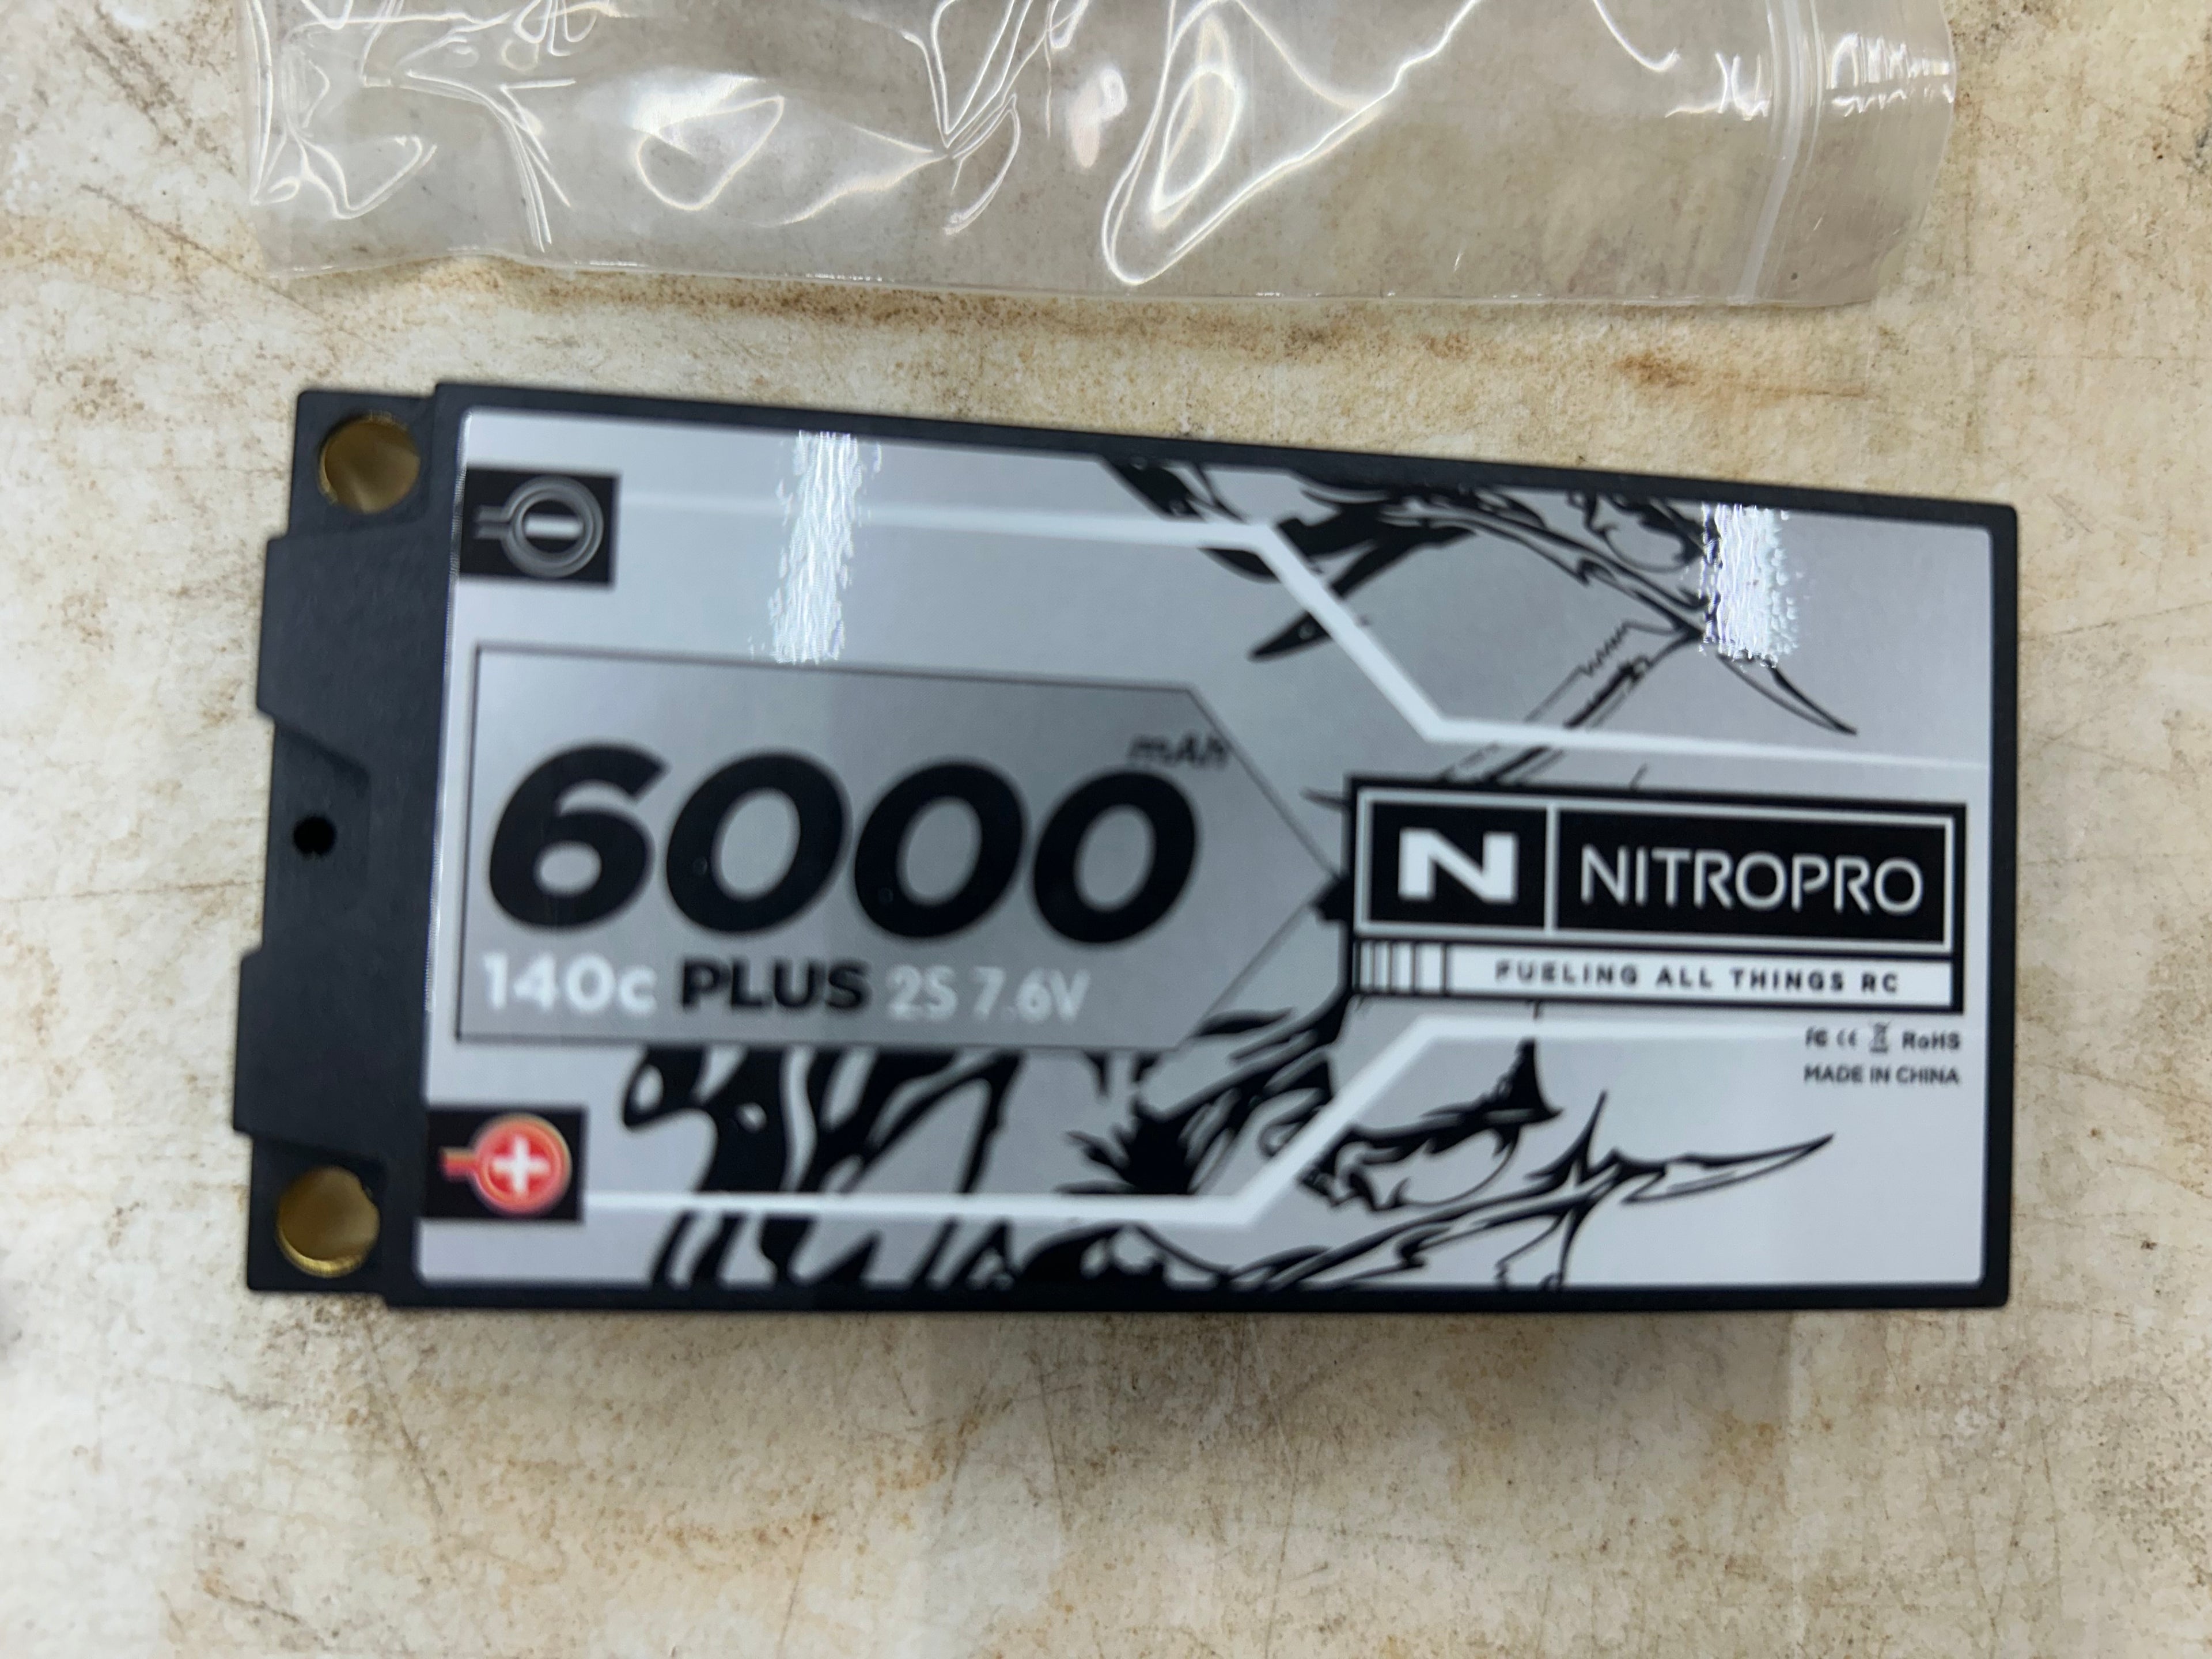 mAh
6000
140c PLUS 2S 7.6V
N NITROPRO
FUELING ALL THINGS RC
FC CE RoHS
MADE IN CHINA